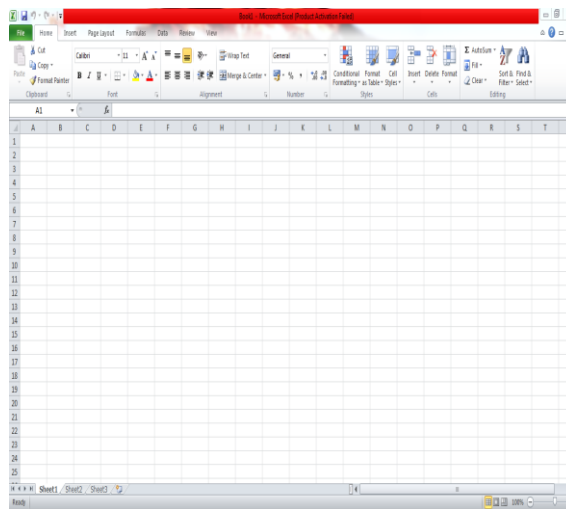 Book1 - Microsoft Excel (Product Activation Failed)
File Home Insert Page Layout Formulas Data Review View
Cut
Copy
Format Painter
Paste
Clipboard
Calibri 11 A A
B I U A
Font
Wrap Text
Merge & Center
Alignment
General
% ,
Number
Conditional Formatting
Format as Table
Cell Styles
Styles
Insert Delete Format
Cells
Σ AutoSum
Fill
Clear
Sort & Filter
Find & Select
Editing
A1 fx
A B C D E F G H I J K L M N O P Q R S T
1
2
3
4
5
6
7
8
9
10
11
12
13
14
15
16
17
18
19
20
21
22
23
24
25
Sheet1 Sheet2 Sheet3
Ready 100%